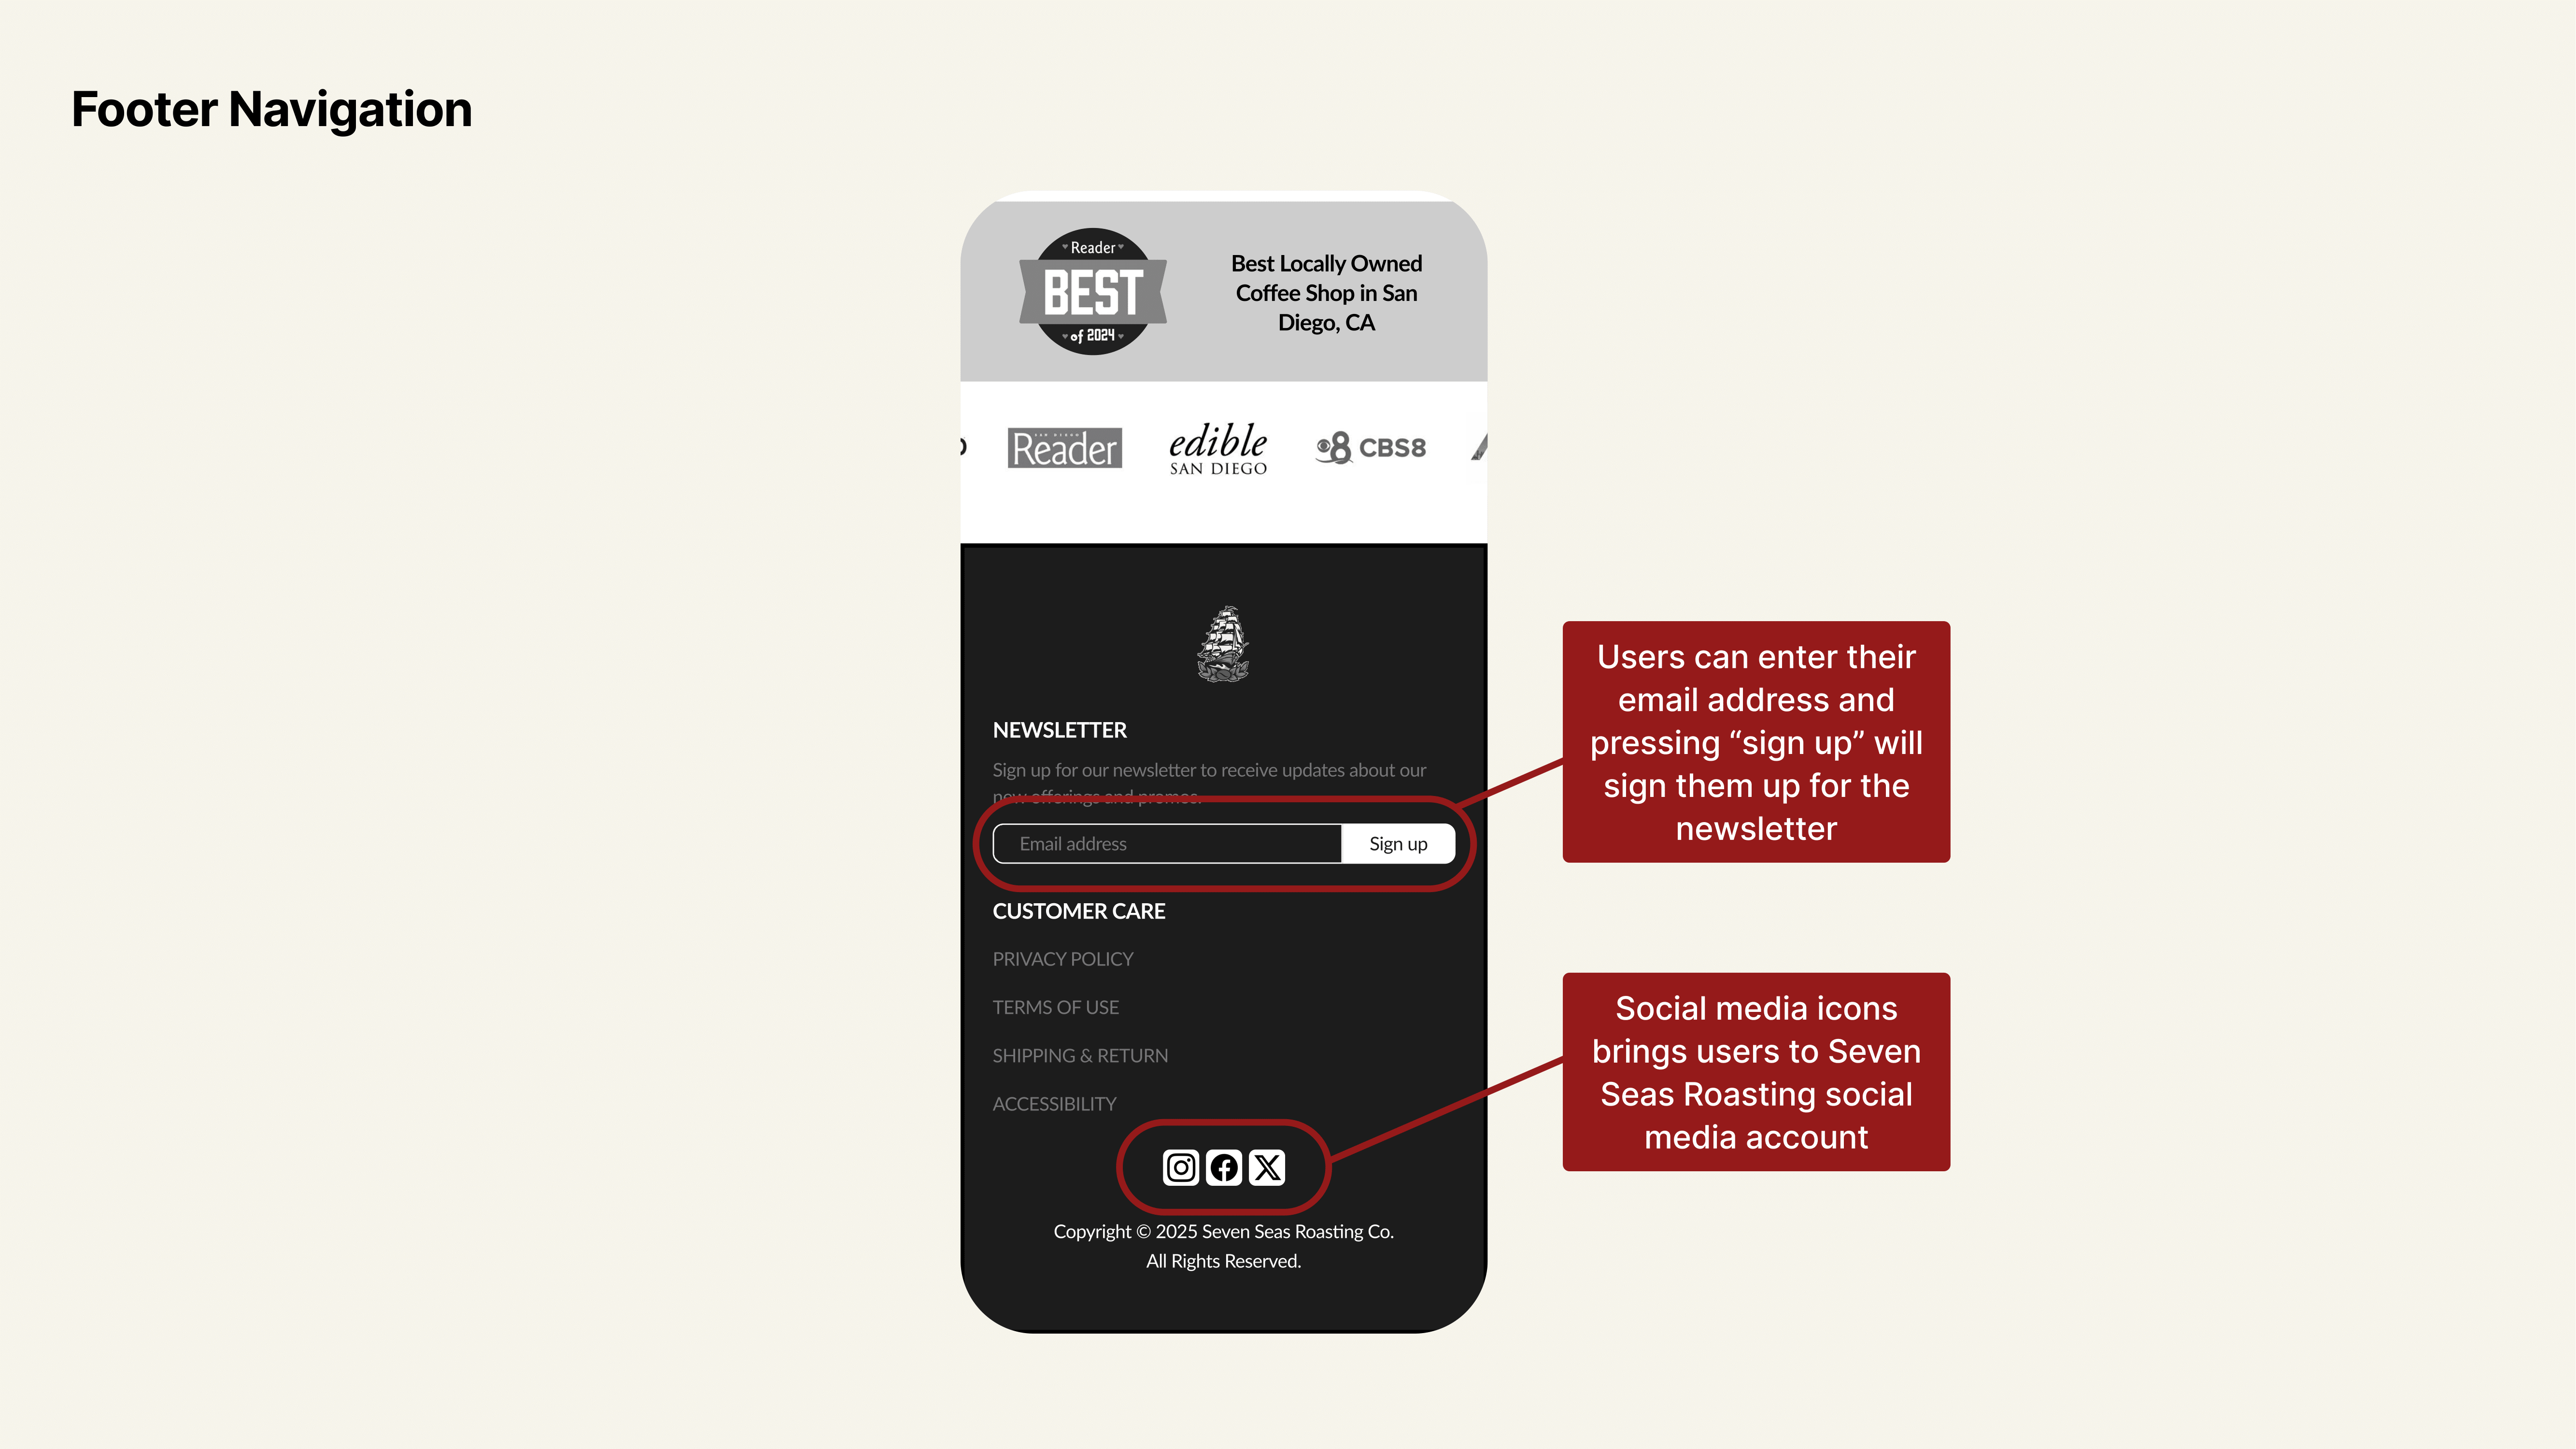 Footer Navigation
Reader
BEST
of 2024
Best Locally Owned
Coffee Shop in San
Diego, CA
SAN DIEGO
Reader
edible
SAN DIEGO
8 CBS8
NEWSLETTER
Sign up for our newsletter to receive updates about our
new offerings and promos.
Email address
Sign up
CUSTOMER CARE
PRIVACY POLICY
TERMS OF USE
SHIPPING & RETURN
ACCESSIBILITY
Copyright © 2025 Seven Seas Roasting Co.
All Rights Reserved.
Users can enter their
email address and
pressing “sign up” will
sign them up for the
newsletter
Social media icons
brings users to Seven
Seas Roasting social
media account